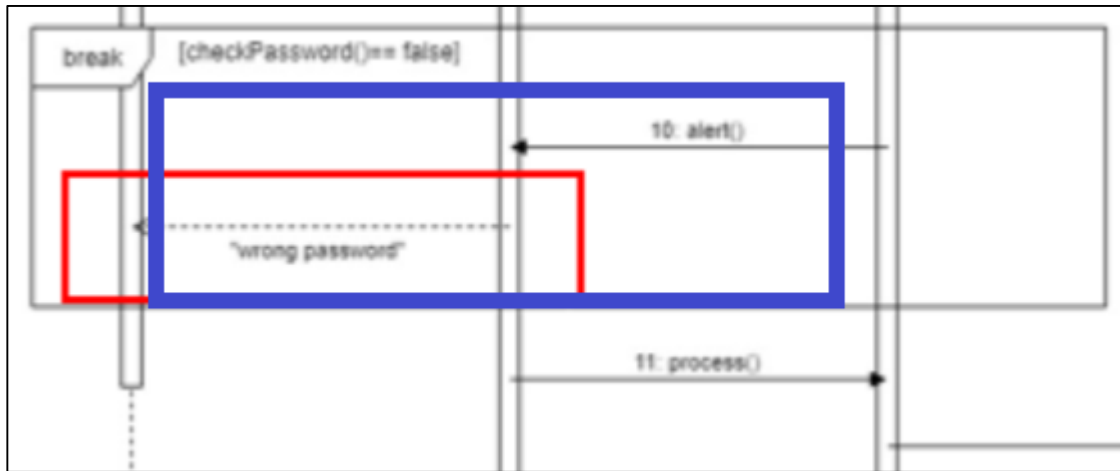 break
[checkPassword()== false]
10: alert()
"wrong password"
11: process()